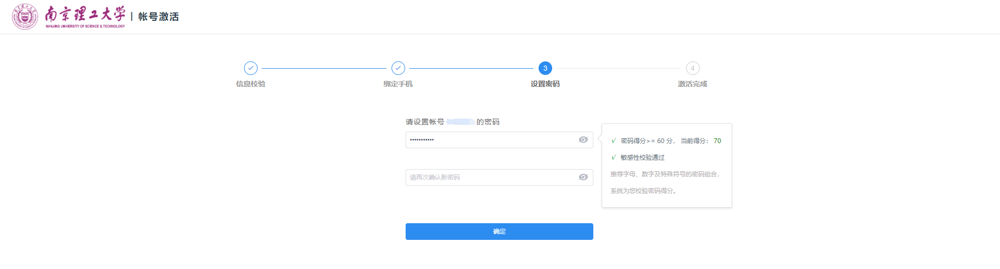 南京理工大学 | 帐号激活
NANJING UNIVERSITY OF SCIENCE & TECHNOLOGY
3
4
信息校验
绑定手机
设置密码
激活完成
请设置帐号 的密码
•••••••••••
请再次确认新密码
确定
√ 密码得分>= 60 分， 当前得分： 70
√ 敏感性校验通过
推荐字母、数字及特殊符号的密码组合，
系统为您校验密码得分。